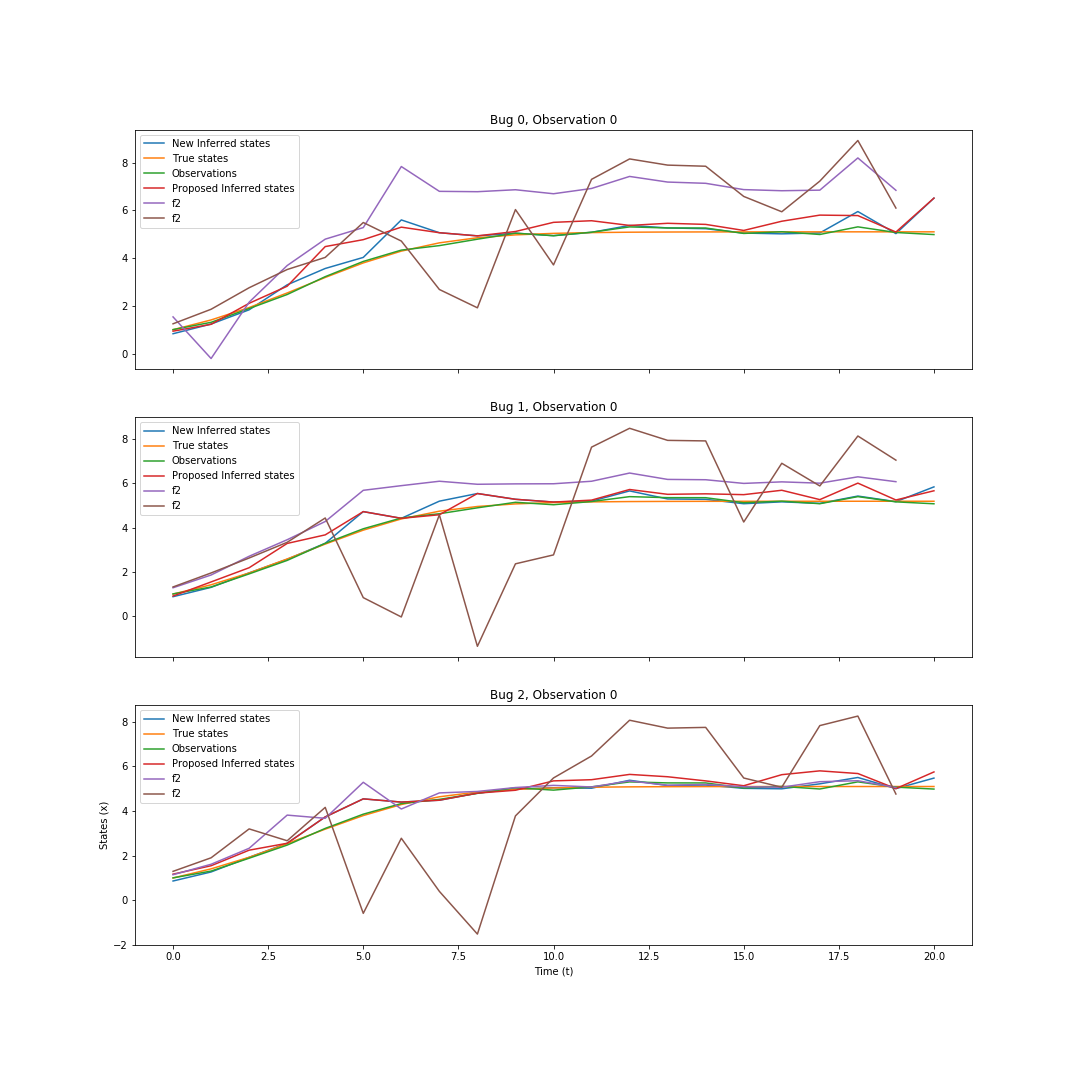 Bug 0, Observation 0
New Inferred states
True states
Observations
Proposed Inferred states
f2
f2
8
6
4
2
0
Bug 1, Observation 0
New Inferred states
True states
Observations
Proposed Inferred states
f2
f2
8
6
4
2
0
Bug 2, Observation 0
New Inferred states
True states
Observations
Proposed Inferred states
f2
f2
8
6
4
2
0
−2
States (x)
0.0 2.5 5.0 7.5 10.0 12.5 15.0 17.5 20.0
Time (t)